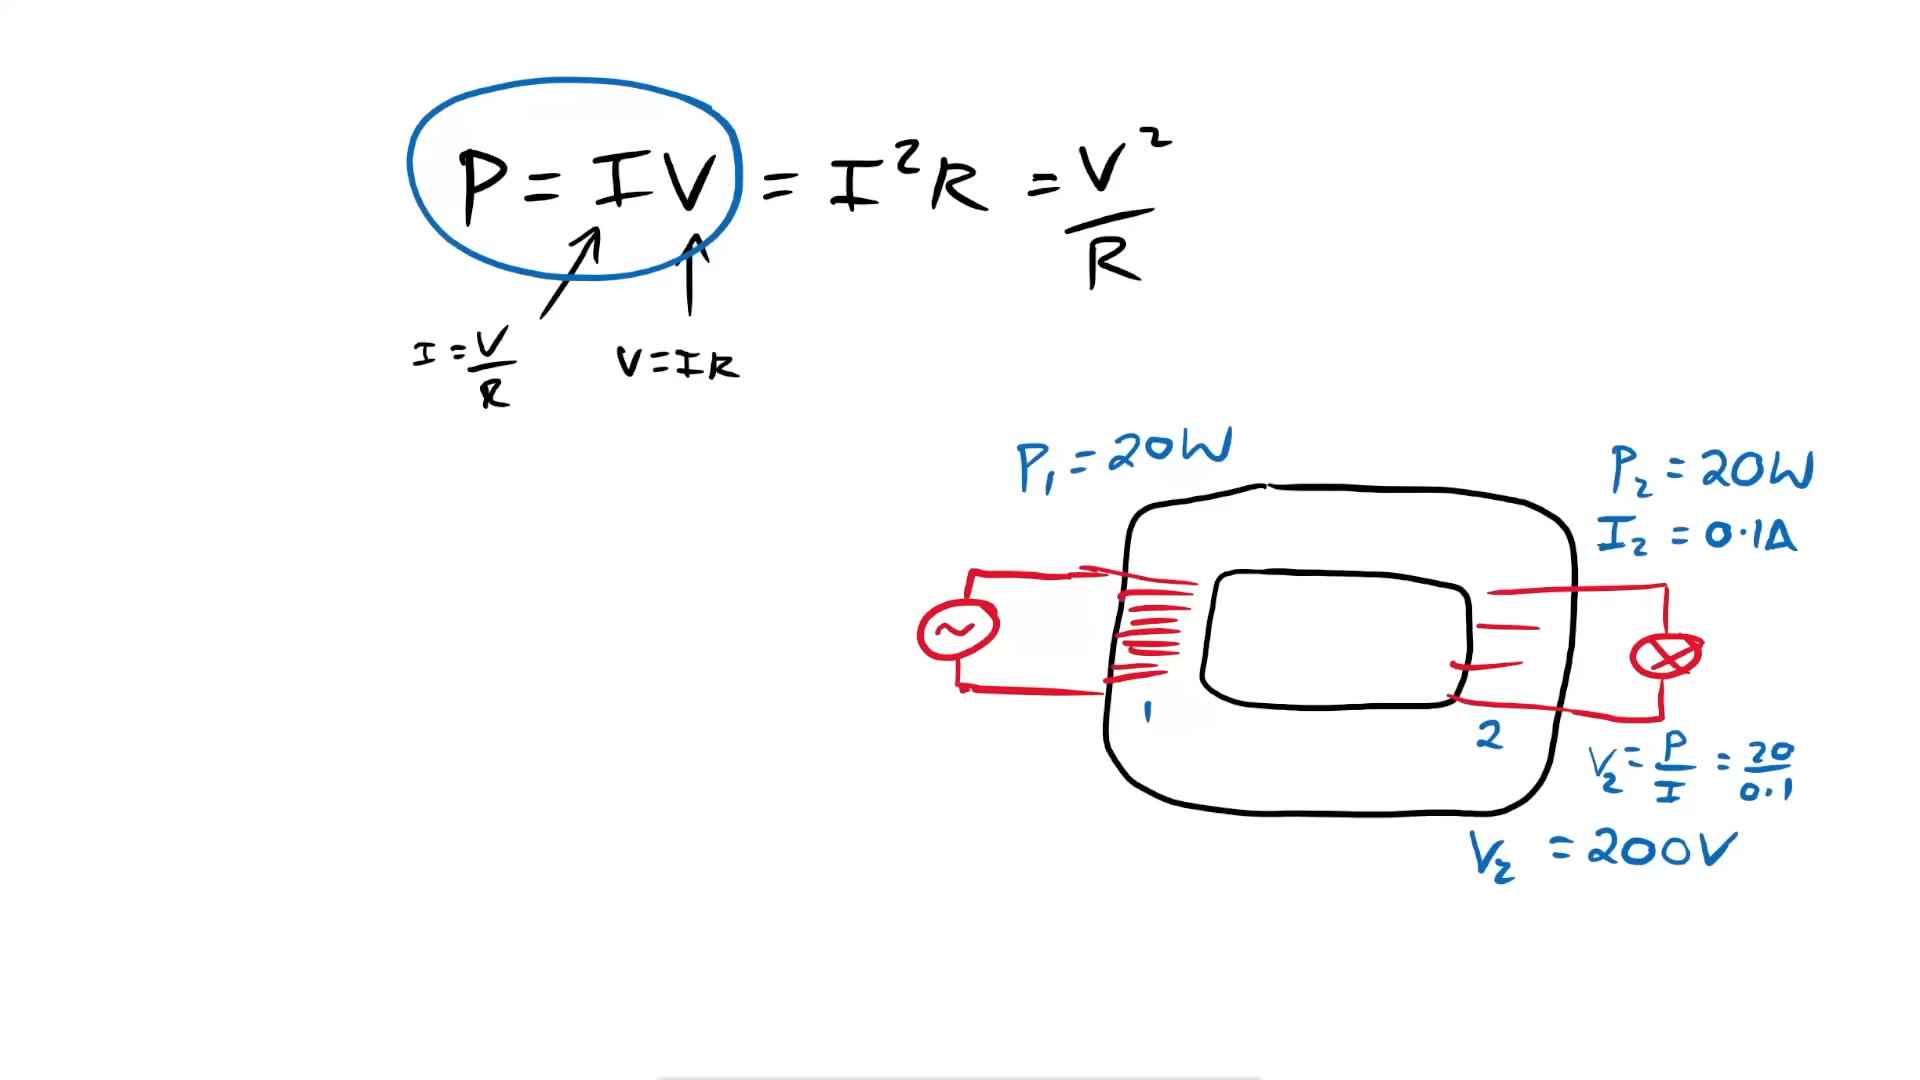 P = IV = I²R = V²/R
I = V/R
V = IR
P₁ = 20W
P₂ = 20W
I₂ = 0.1A
1
2
V₂ = P/I = 20/0.1
V₂ = 200V